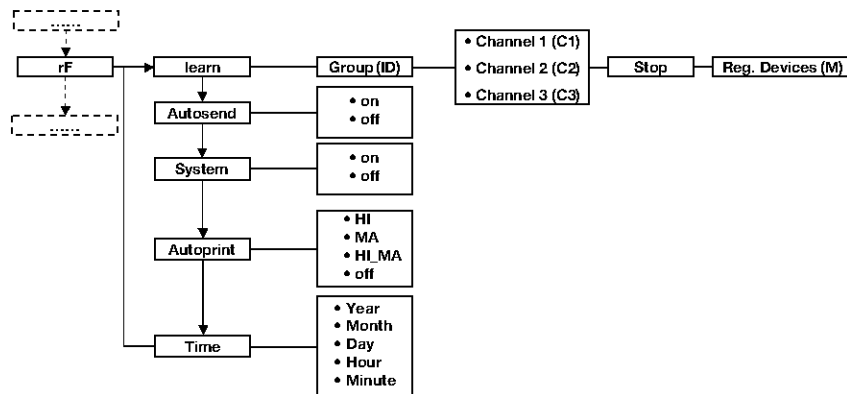 ......
rF
......
learn
Group (ID)
• Channel 1 (C1)
• Channel 2 (C2)
• Channel 3 (C3)
Stop
Reg. Devices (M)
Autosend
• on
• off
System
• on
• off
Autoprint
• HI
• MA
• HI_MA
• off
Time
• Year
• Month
• Day
• Hour
• Minute